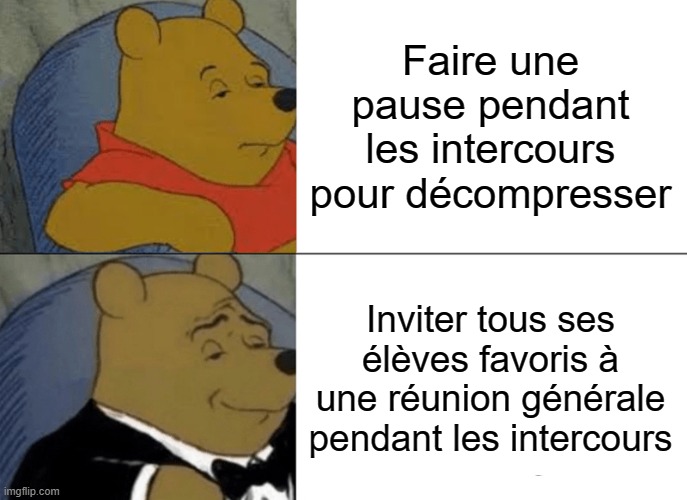 Faire une
pause pendant
les intercours
pour décompresser
Inviter tous ses
élèves favoris à
une réunion générale
pendant les intercours
imgflip.com